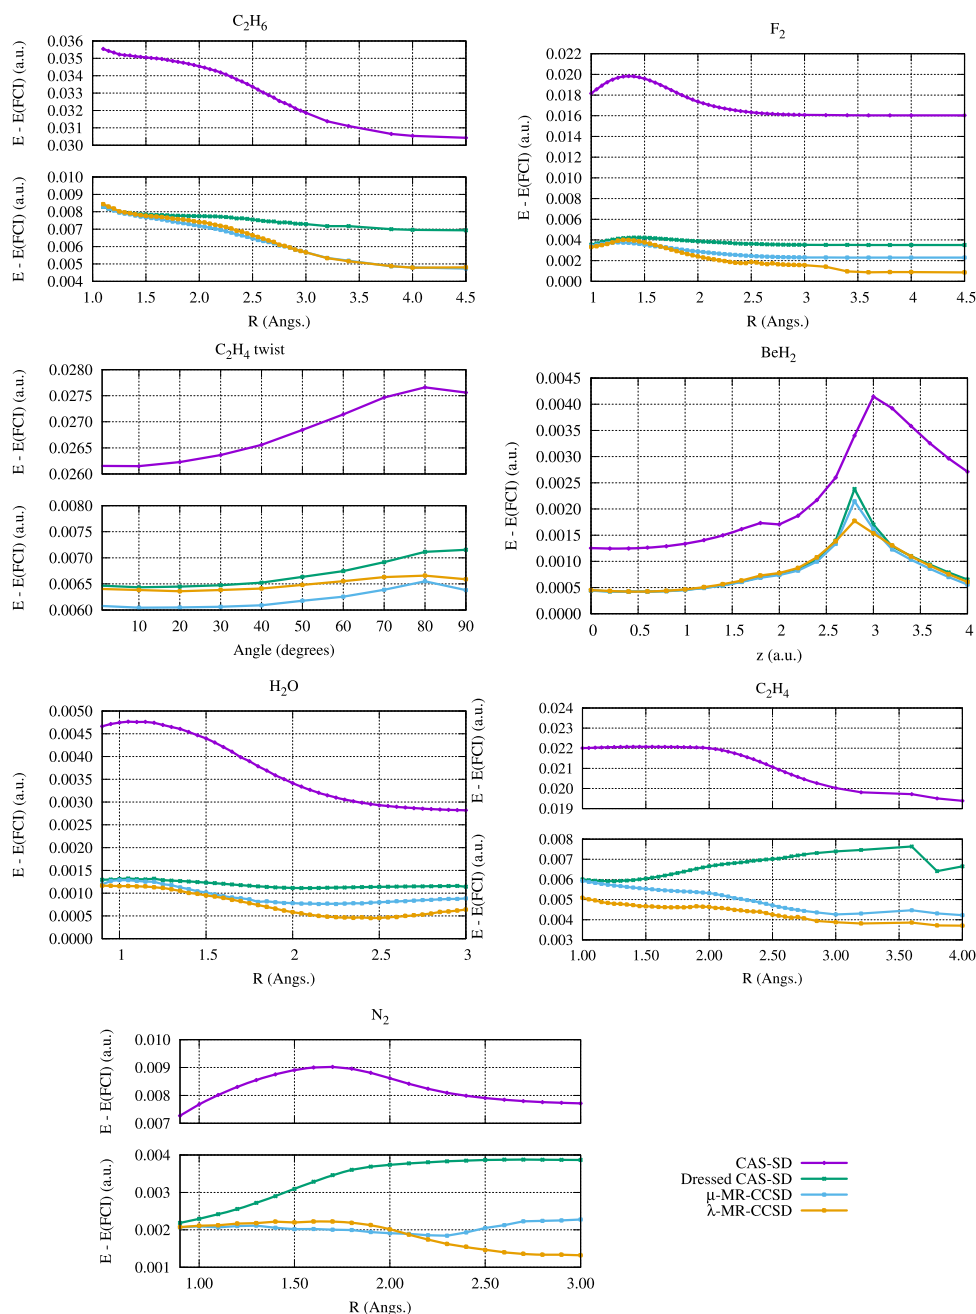 C2H6
0.036
0.035
0.034
0.033
0.031
0.030
E - E(FCI) (a.u.)
0.010
0.008
0.007
0.005
0.004
E - E(FCI) (a.u.)
1.0 1.5 2.0 2.5 3.0 3.5 4.0 4.5
R (Angs.)
F2
0.022
0.020
0.018
0.016
0.014
0.012
0.010
0.008
0.006
0.004
0.002
0.000
E - E(FCI) (a.u.)
1 1.5 2 2.5 3 3.5 4 4.5
R (Angs.)
C2H4 twist
0.0280
0.0275
0.0270
0.0265
0.0260
E - E(FCI) (a.u.)
0.0080
0.0075
0.0070
0.0065
0.0060
E - E(FCI) (a.u.)
10 20 30 40 50 60 70 80 90
Angle (degrees)
BeH2
0.0045
0.0040
0.0035
0.0030
0.0025
0.0020
0.0015
0.0010
0.0005
0.0000
E - E(FCI) (a.u.)
0 0.5 1 1.5 2 2.5 3 3.5 4
z (a.u.)
H2O
0.0050
0.0045
0.0040
0.0035
0.0030
0.0025
0.0020
0.0015
0.0010
0.0005
0.0000
E - E(FCI) (a.u.)
1 1.5 2 2.5 3
R (Angs.)
C2H4
0.024
0.022
0.021
0.020
0.019
E - E(FCI) (a.u.)
0.008
0.007
0.006
0.005
0.004
0.003
E - E(FCI) (a.u.)
1.00 1.50 2.00 2.50 3.00 3.50 4.00
R (Angs.)
N2
0.010
0.009
0.008
0.007
E - E(FCI) (a.u.)
0.004
0.003
0.002
0.001
E - E(FCI) (a.u.)
1.00 1.50 2.00 2.50 3.00
R (Angs.)
CAS-SD
Dressed CAS-SD
μ-MR-CCSD
λ-MR-CCSD